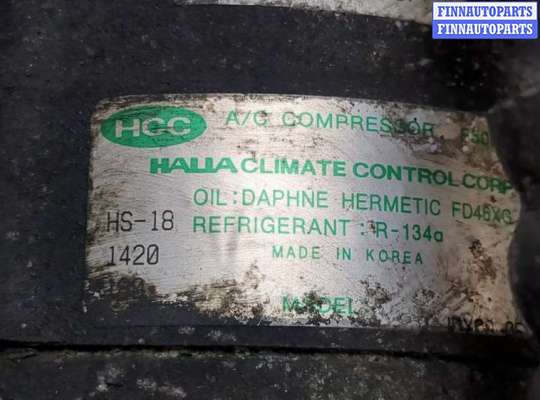 FINNAUTOPARTS
FINNAUTOPARTS
HCC A/C COMPRESSOR
HALLA CLIMATE CONTROL CORP
OIL : DAPHNE HERMETIC FD46XG
HS-18 REFRIGERANT : R-134a
1420 MADE IN KOREA
MODEL